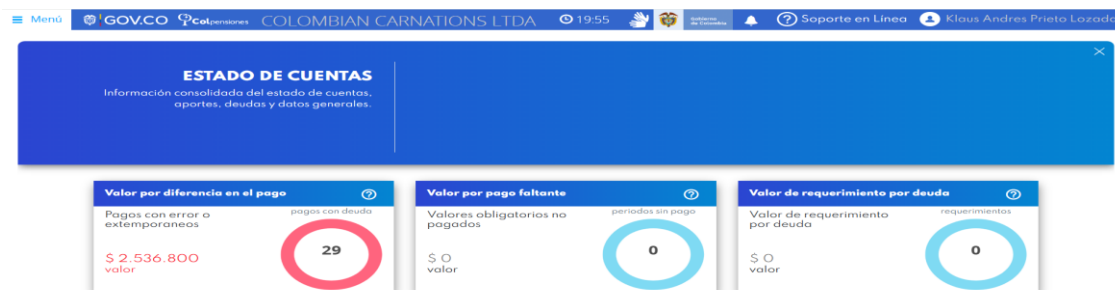 Menú GOV.CO Colpensiones COLOMBIAN CARNATIONS LTDA 19:55 Gobierno de Colombia Soporte en Línea Klaus Andres Prieto Lozada
ESTADO DE CUENTAS
Información consolidada del estado de cuentas,
aportes, deudas y datos generales.
Valor por diferencia en el pago
Pagos con error o
extemporaneos
pagos con deuda
29
$ 2.536.800
valor
Valor por pago faltante
Valores obligatorios no
pagados
periodos sin pago
0
$ 0
valor
Valor de requerimiento por deuda
Valor de requerimiento
por deuda
requerimientos
0
$ 0
valor